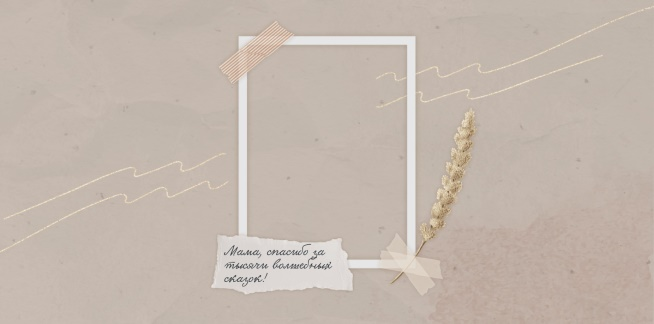 Мама, спасибо за
тысячи волшебных
сказок!